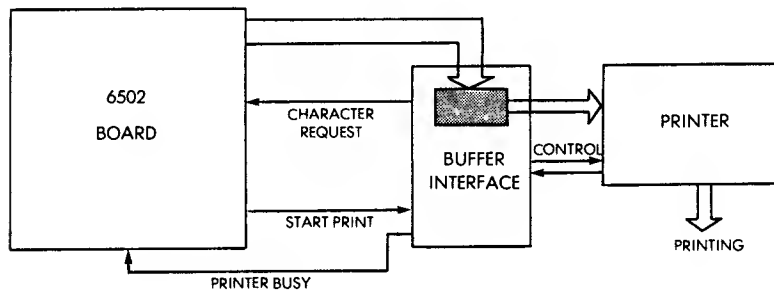 6502
BOARD
CHARACTER
REQUEST
START PRINT
PRINTER BUSY
BUFFER
INTERFACE
CONTROL
PRINTER
PRINTING